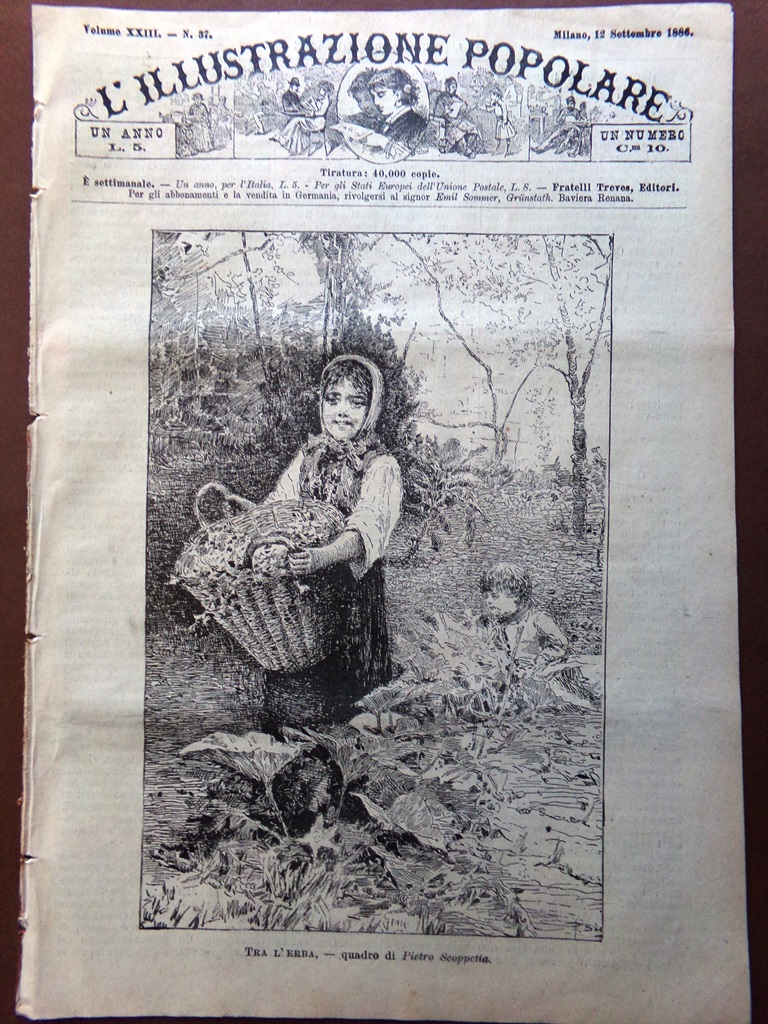 Volume XXIII. — N. 37.
Milano, 12 Settembre 1886.
L'ILLUSTRAZIONE POPOLARE
UN ANNO
L. 5.
UN NUMERO
C.mi 10.
Tiratura: 40,000 copie.
È settimanale. — Un anno, per l'Italia, L. 5. - Per gli Stati Europei dell'Unione Postale, L. 8. — Fratelli Treves, Editori.
Per gli abbonamenti e la vendita in Germania, rivolgersi al signor Emil Sommer, Grünstath. Baviera Renana.
TRA L'ERBA, — quadro di Pietro Scoppetta.